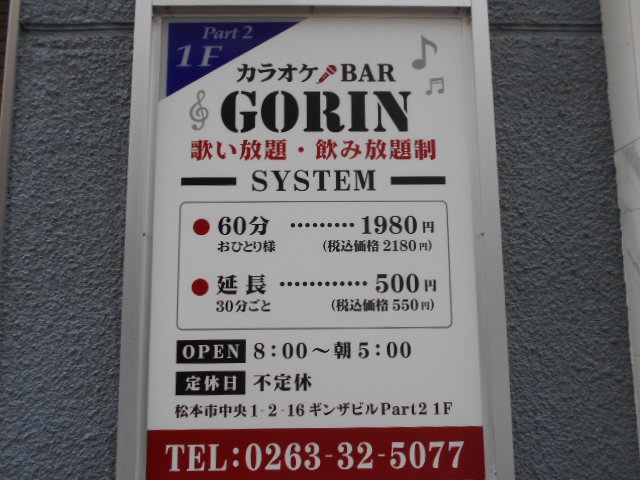 Part 2
1F
カラオケ BAR
GORIN
歌い放題・飲み放題制
SYSTEM
● 60分 ········· 1980円
おひとり様 (税込価格 2180円)
● 延長 ············ 500円
30分ごと (税込価格 550円)
OPEN 8:00～朝5:00
定休日 不定休
松本市中央1-2-16ギンザビルPart2 1F
TEL:0263-32-5077